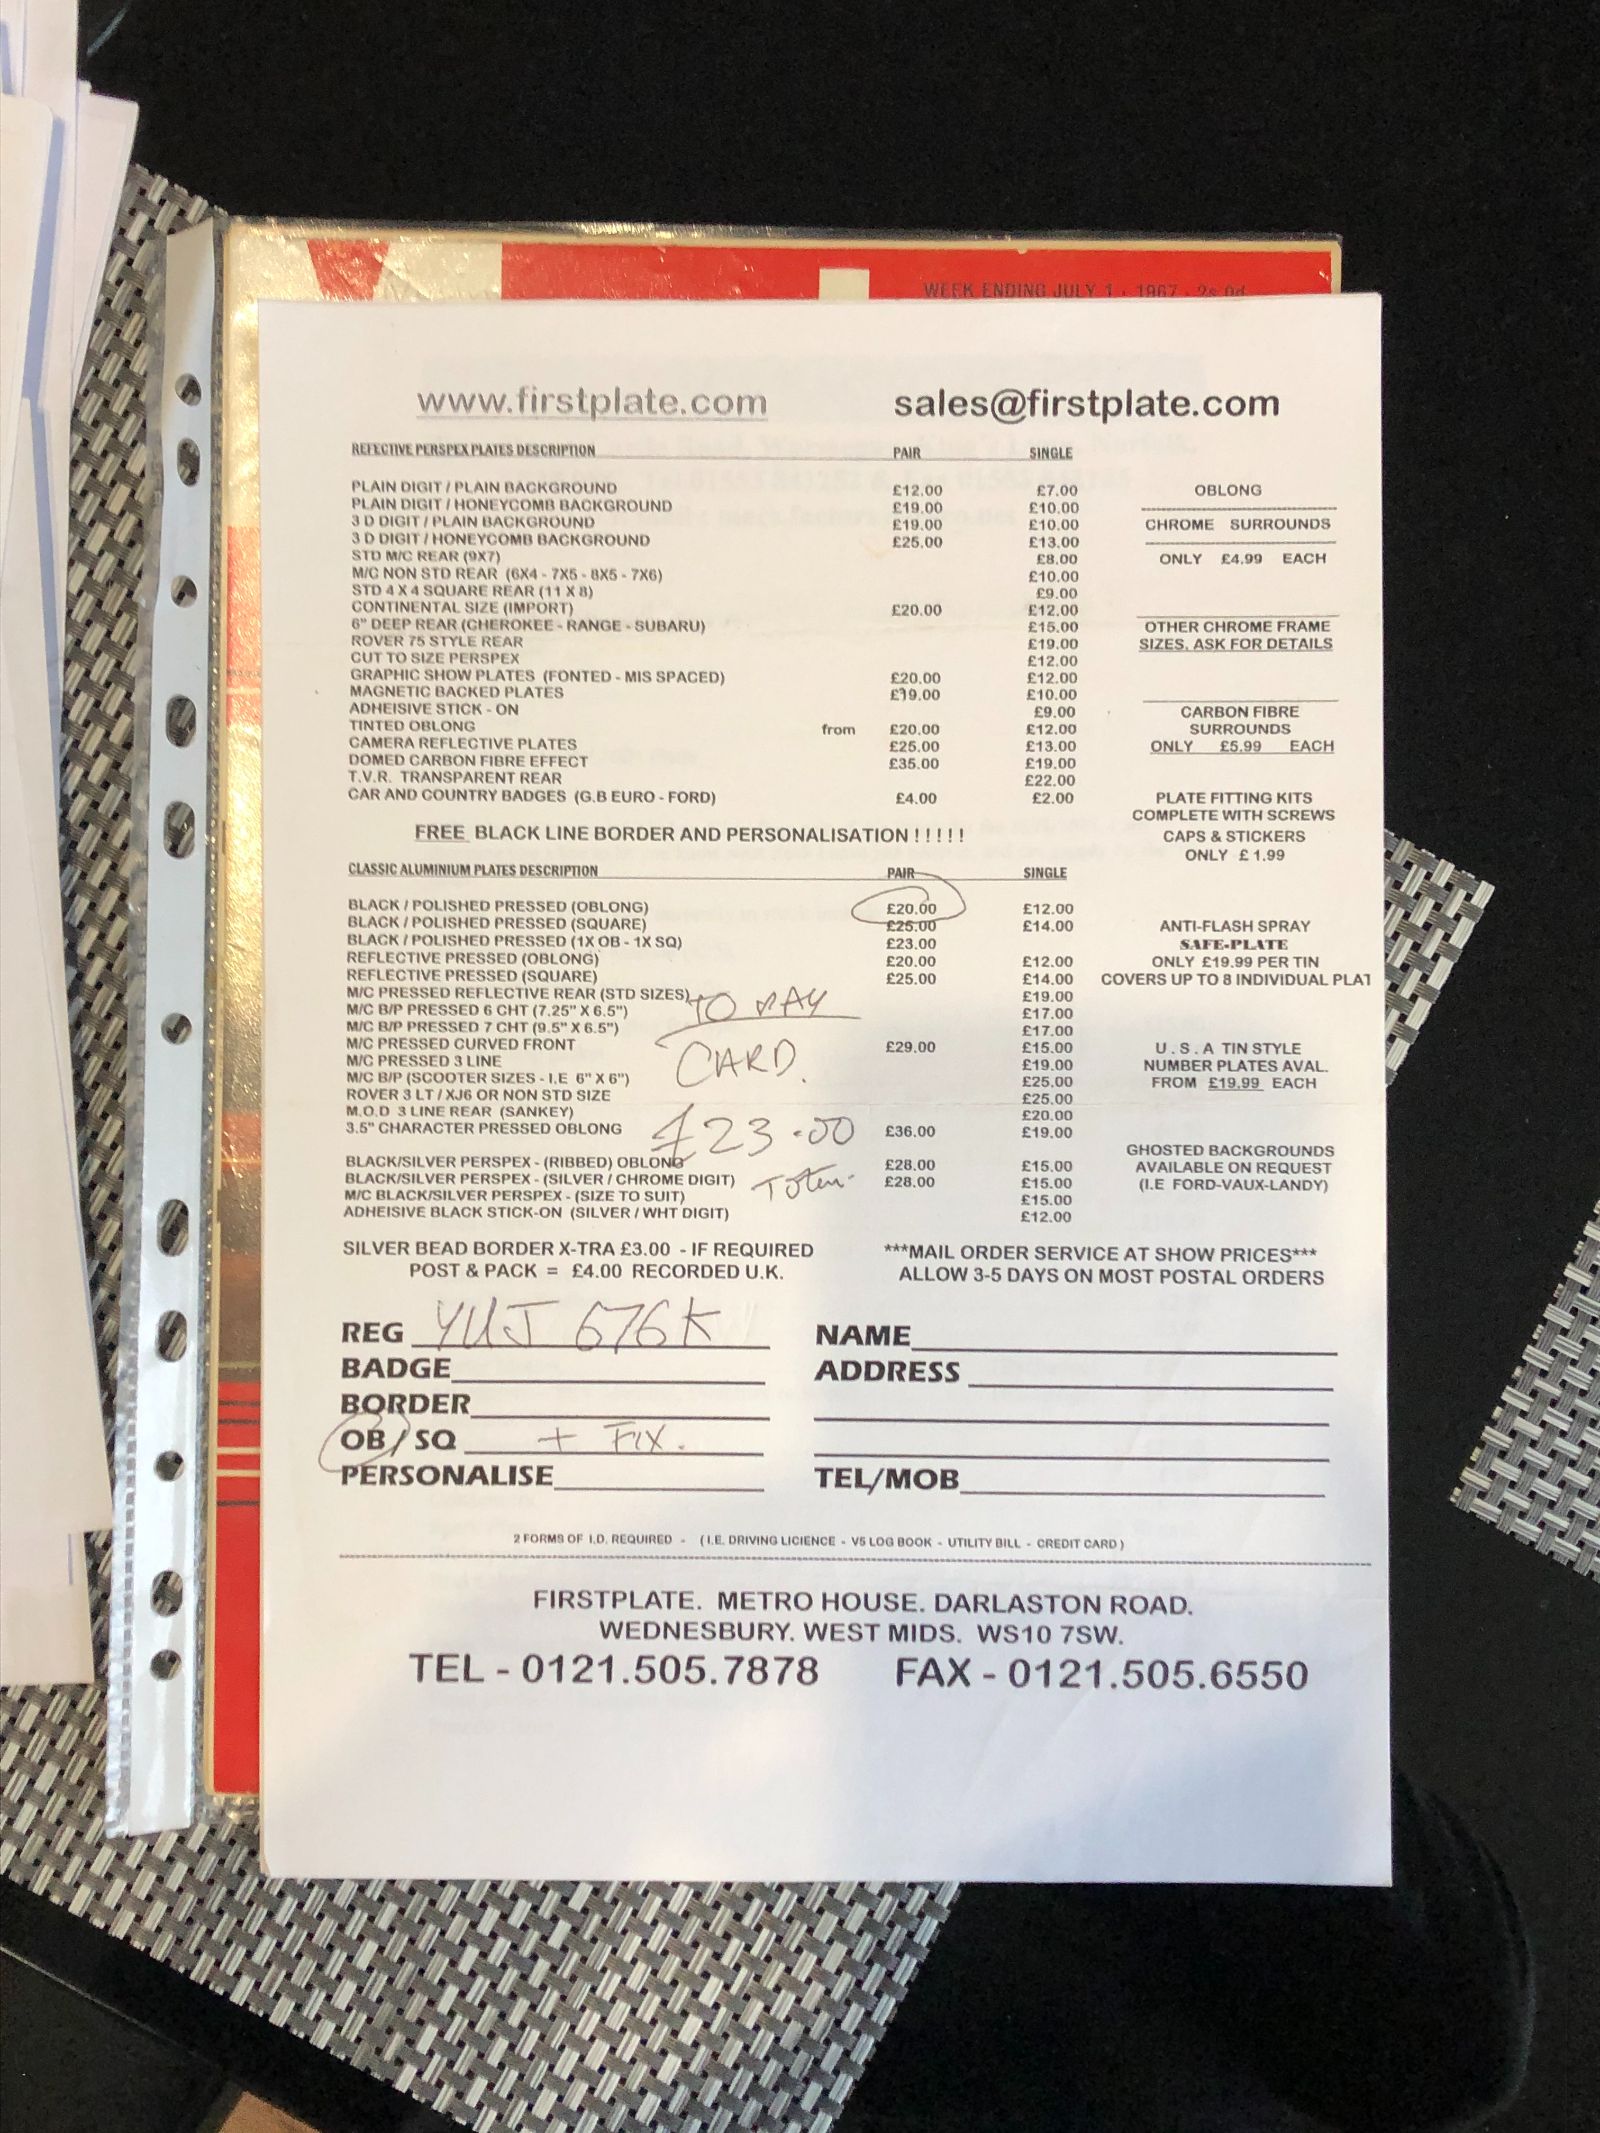 WEEK ENDING JULY 1 · 1967 · 2s 0d
www.firstplate.com sales@firstplate.com
REFECTIVE PERSPEX PLATES DESCRIPTION PAIR SINGLE
PLAIN DIGIT / PLAIN BACKGROUND £12.00 £7.00 OBLONG
PLAIN DIGIT / HONEYCOMB BACKGROUND £19.00 £10.00
3 D DIGIT / PLAIN BACKGROUND £19.00 £10.00 CHROME SURROUNDS
3 D DIGIT / HONEYCOMB BACKGROUND £25.00 £13.00
STD M/C REAR (9X7) £8.00 ONLY £4.99 EACH
M/C NON STD REAR (6X4 - 7X5 - 8X5 - 7X6) £10.00
STD 4 X 4 SQUARE REAR (11 X 8) £9.00
CONTINENTAL SIZE (IMPORT) £20.00 £12.00
6" DEEP REAR (CHEROKEE - RANGE - SUBARU) £15.00 OTHER CHROME FRAME
ROVER 75 STYLE REAR £19.00 SIZES. ASK FOR DETAILS
CUT TO SIZE PERSPEX £12.00
GRAPHIC SHOW PLATES (FONTED - MIS SPACED) £20.00 £12.00
MAGNETIC BACKED PLATES £19.00 £10.00
ADHEISIVE STICK - ON £9.00 CARBON FIBRE
TINTED OBLONG from £20.00 £12.00 SURROUNDS
CAMERA REFLECTIVE PLATES £25.00 £13.00 ONLY £5.99 EACH
DOMED CARBON FIBRE EFFECT £35.00 £19.00
T.V.R. TRANSPARENT REAR £22.00
CAR AND COUNTRY BADGES (G.B EURO - FORD) £4.00 £2.00 PLATE FITTING KITS
COMPLETE WITH SCREWS
FREE BLACK LINE BORDER AND PERSONALISATION ! ! ! ! ! CAPS & STICKERS
ONLY £ 1.99
CLASSIC ALUMINIUM PLATES DESCRIPTION PAIR SINGLE
BLACK / POLISHED PRESSED (OBLONG) £20.00 £12.00
BLACK / POLISHED PRESSED (SQUARE) £25.00 £14.00 ANTI-FLASH SPRAY
BLACK / POLISHED PRESSED (1X OB - 1X SQ) £23.00 SAFE-PLATE
REFLECTIVE PRESSED (OBLONG) £20.00 £12.00 ONLY £19.99 PER TIN
REFLECTIVE PRESSED (SQUARE) £25.00 £14.00 COVERS UP TO 8 INDIVIDUAL PLAT
M/C PRESSED REFLECTIVE REAR (STD SIZES) £19.00
TO PAY
M/C B/P PRESSED 6 CHT (7.25" X 6.5") £17.00
M/C B/P PRESSED 7 CHT (9.5" X 6.5") £17.00
M/C PRESSED CURVED FRONT £29.00 £15.00 U . S . A TIN STYLE
CARD.
M/C PRESSED 3 LINE £19.00 NUMBER PLATES AVAL.
M/C B/P (SCOOTER SIZES - I.E 6" X 6") £25.00 FROM £19.99 EACH
ROVER 3 LT / XJ6 OR NON STD SIZE £25.00
M.O.D 3 LINE REAR (SANKEY) £20.00
3.5" CHARACTER PRESSED OBLONG £36.00 £19.00
£23.00
GHOSTED BACKGROUNDS
BLACK/SILVER PERSPEX - (RIBBED) OBLONG £28.00 £15.00 AVAILABLE ON REQUEST
BLACK/SILVER PERSPEX - (SILVER / CHROME DIGIT) £28.00 £15.00 (I.E FORD-VAUX-LANDY)
M/C BLACK/SILVER PERSPEX - (SIZE TO SUIT) £15.00
ADHEISIVE BLACK STICK-ON (SILVER / WHT DIGIT) £12.00
SILVER BEAD BORDER X-TRA £3.00 - IF REQUIRED ***MAIL ORDER SERVICE AT SHOW PRICES***
POST & PACK = £4.00 RECORDED U.K. ALLOW 3-5 DAYS ON MOST POSTAL ORDERS
REG YUJ 676K NAME
BADGE ADDRESS
BORDER
OB / SQ + FIX.
PERSONALISE TEL/MOB
2 FORMS OF I.D. REQUIRED - ( I.E. DRIVING LICIENCE - V5 LOG BOOK - UTILITY BILL - CREDIT CARD )
FIRSTPLATE. METRO HOUSE. DARLASTON ROAD.
WEDNESBURY. WEST MIDS. WS10 7SW.
TEL - 0121.505.7878 FAX - 0121.505.6550